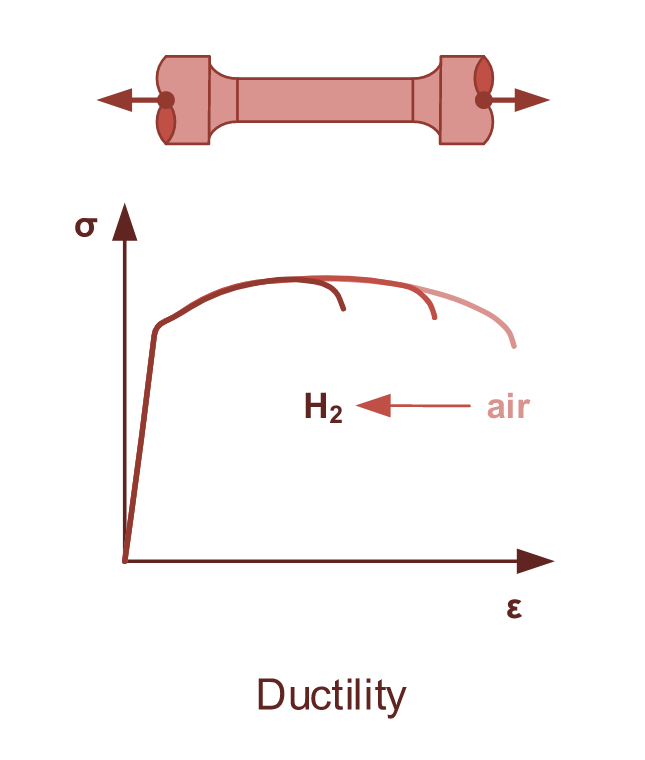 σ
H₂ air
ε
Ductility